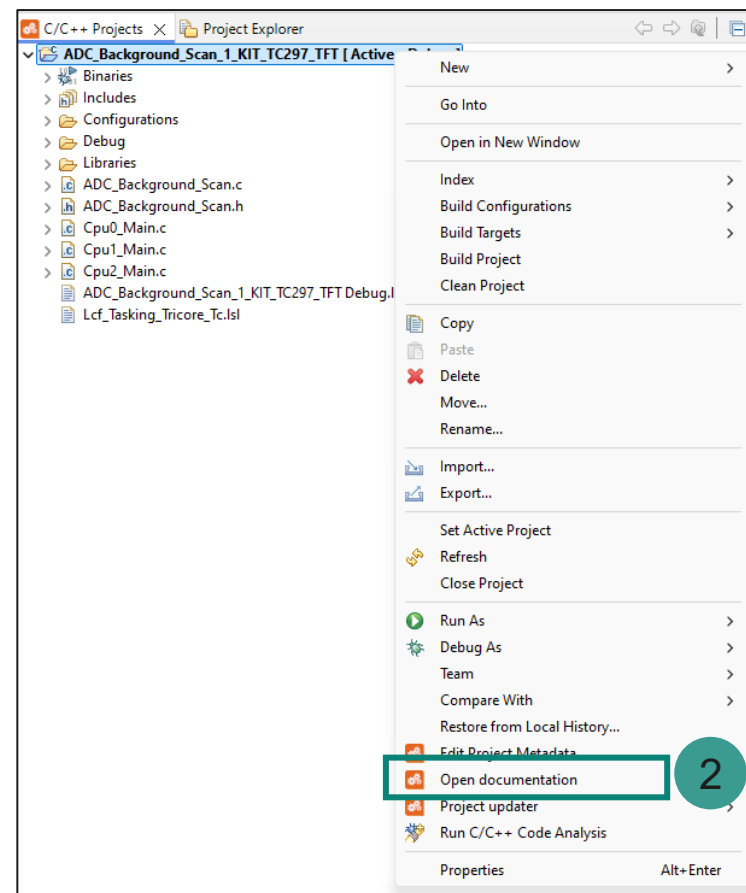 C/C++ Projects Project Explorer
ADC_Background_Scan_1_KIT_TC297_TFT [ Active
Binaries
Includes
Configurations
Debug
Libraries
ADC_Background_Scan.c
ADC_Background_Scan.h
Cpu0_Main.c
Cpu1_Main.c
Cpu2_Main.c
ADC_Background_Scan_1_KIT_TC297_TFT Debug.l
Lcf_Tasking_Tricore_Tc.lsl
New
Go Into
Open in New Window
Index
Build Configurations
Build Targets
Build Project
Clean Project
Copy
Paste
Delete
Move...
Rename...
Import...
Export...
Set Active Project
Refresh
Close Project
Run As
Debug As
Team
Compare With
Restore from Local History...
Edit Project Metadata
Open documentation
2
Project updater
Run C/C++ Code Analysis
Properties Alt+Enter